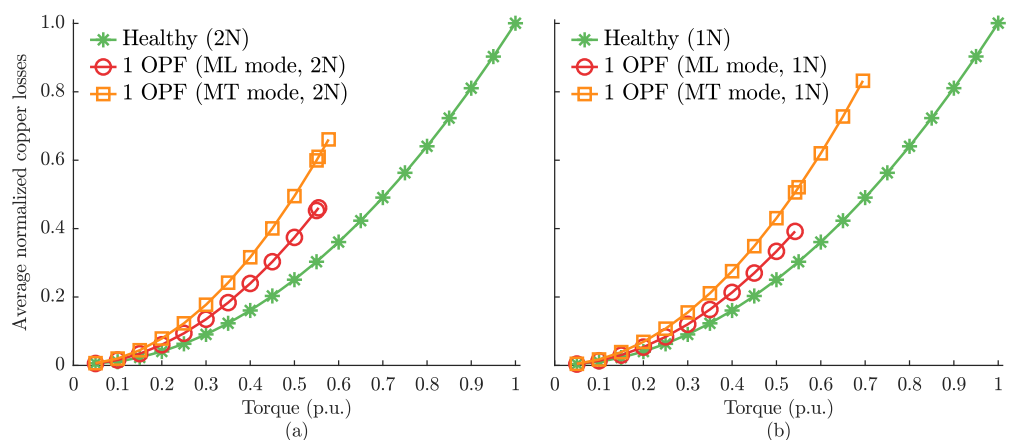 Average normalized copper losses
1.0
0.8
0.6
0.4
0.2
0
Healthy (2N)
1 OPF (ML mode, 2N)
1 OPF (MT mode, 2N)
0 0.1 0.2 0.3 0.4 0.5 0.6 0.7 0.8 0.9 1
Torque (p.u.)
(a)
Healthy (1N)
1 OPF (ML mode, 1N)
1 OPF (MT mode, 1N)
0 0.1 0.2 0.3 0.4 0.5 0.6 0.7 0.8 0.9 1
Torque (p.u.)
(b)